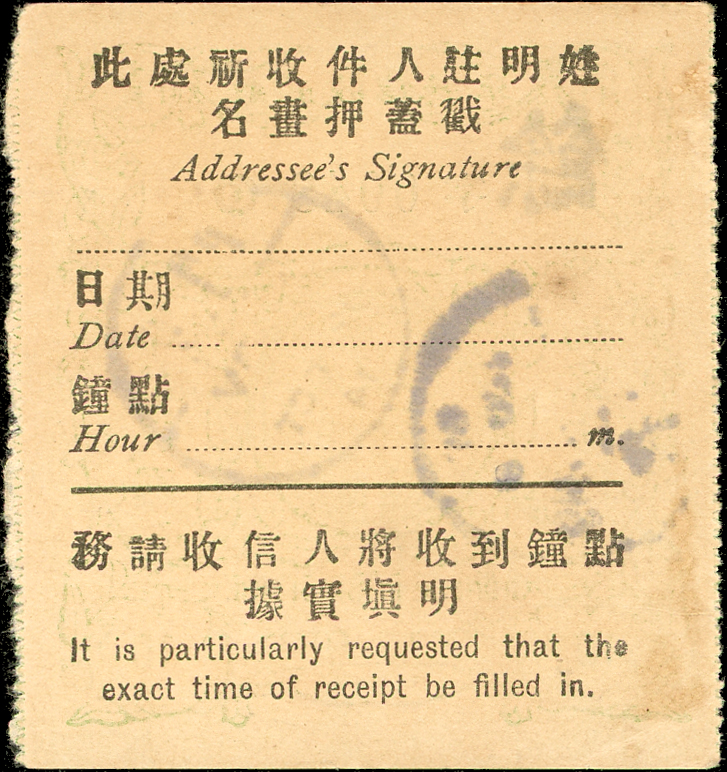 此處祈收件人註明姓
名畫押蓋戳
Addressee's Signature
日期
Date
鐘點
Hour m.
務請收信人將收到鐘點
據實填明
It is particularly requested that the
exact time of receipt be filled in.